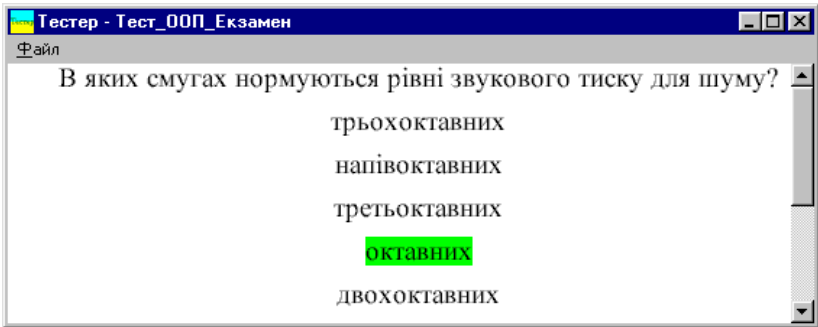 Тестер - Тест_ООП_Екзамен
Файл
В яких смугах нормуються рівні звукового тиску для шуму?
трьохоктавних
напівоктавних
третьоктавних
октавних
двохоктавних